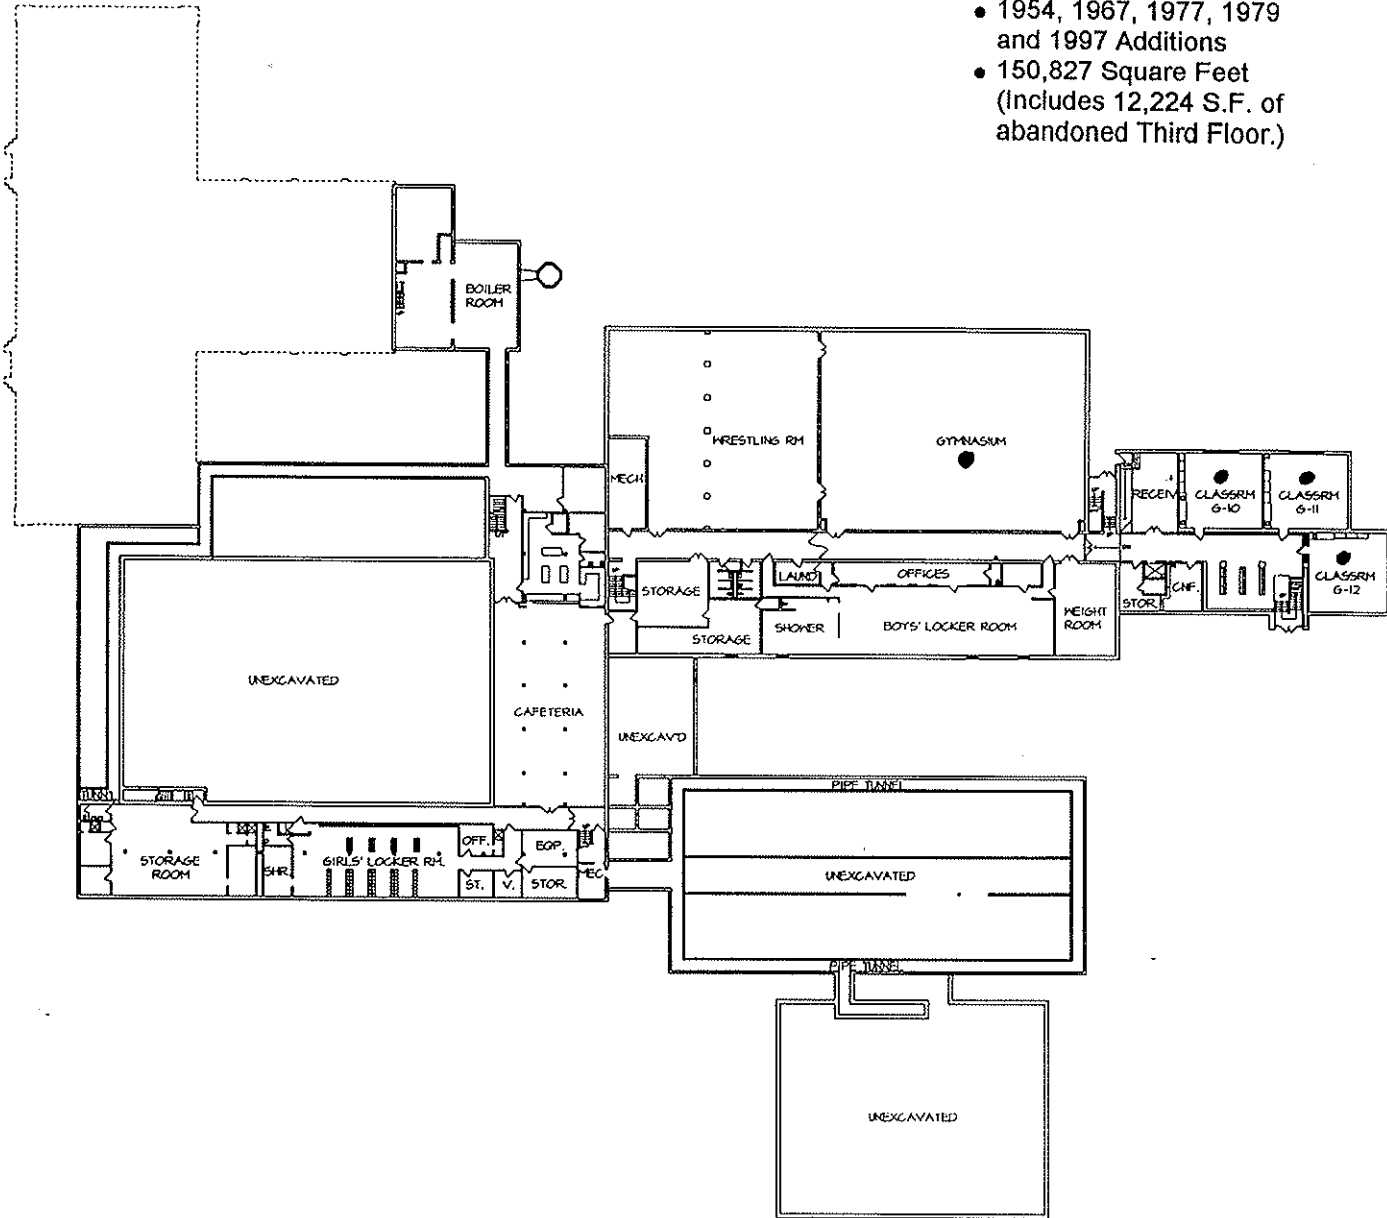 • 1954, 1967, 1977, 1979
and 1997 Additions
• 150,827 Square Feet
(Includes 12,224 S.F. of
abandoned Third Floor.)
BOILER
ROOM
WRESTLING RM
GYMNASIUM
MECH
RECEIV
CLASSRM
G-10
CLASSRM
G-11
CLASSRM
G-12
STORAGE
LAUND
OFFICES
STOR.
CNF.
WEIGHT
ROOM
SHOWER
BOYS' LOCKER ROOM
STORAGE
UNEXCAVATED
CAFETERIA
UNEXCAV'D
TUNNEL
PIPE TUNNEL
STORAGE
ROOM
SHR.
GIRLS' LOCKER RM.
OFF.
EQP.
ST.
V.
STOR.
MEC
UNEXCAVATED
PIPE TUNNEL
UNEXCAVATED